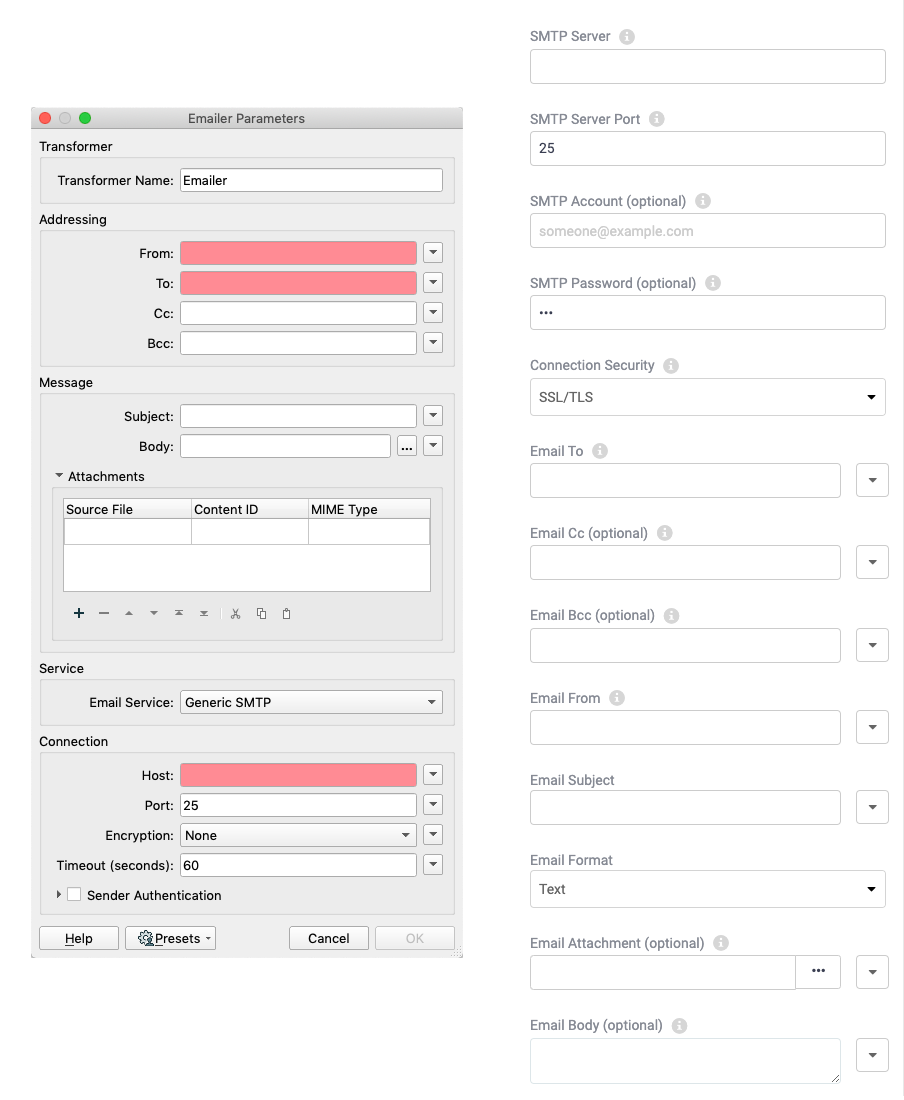 Emailer Parameters
Transformer
Transformer Name: Emailer
Addressing
From:
To:
Cc:
Bcc:
Message
Subject:
Body: ...
Attachments
Source File Content ID MIME Type
Service
Email Service: Generic SMTP
Connection
Host:
Port: 25
Encryption: None
Timeout (seconds): 60
Sender Authentication
Help Presets Cancel OK
SMTP Server
SMTP Server Port
25
SMTP Account (optional)
someone@example.com
SMTP Password (optional)
•••
Connection Security
SSL/TLS
Email To
Email Cc (optional)
Email Bcc (optional)
Email From
Email Subject
Email Format
Text
Email Attachment (optional)
•••
Email Body (optional)